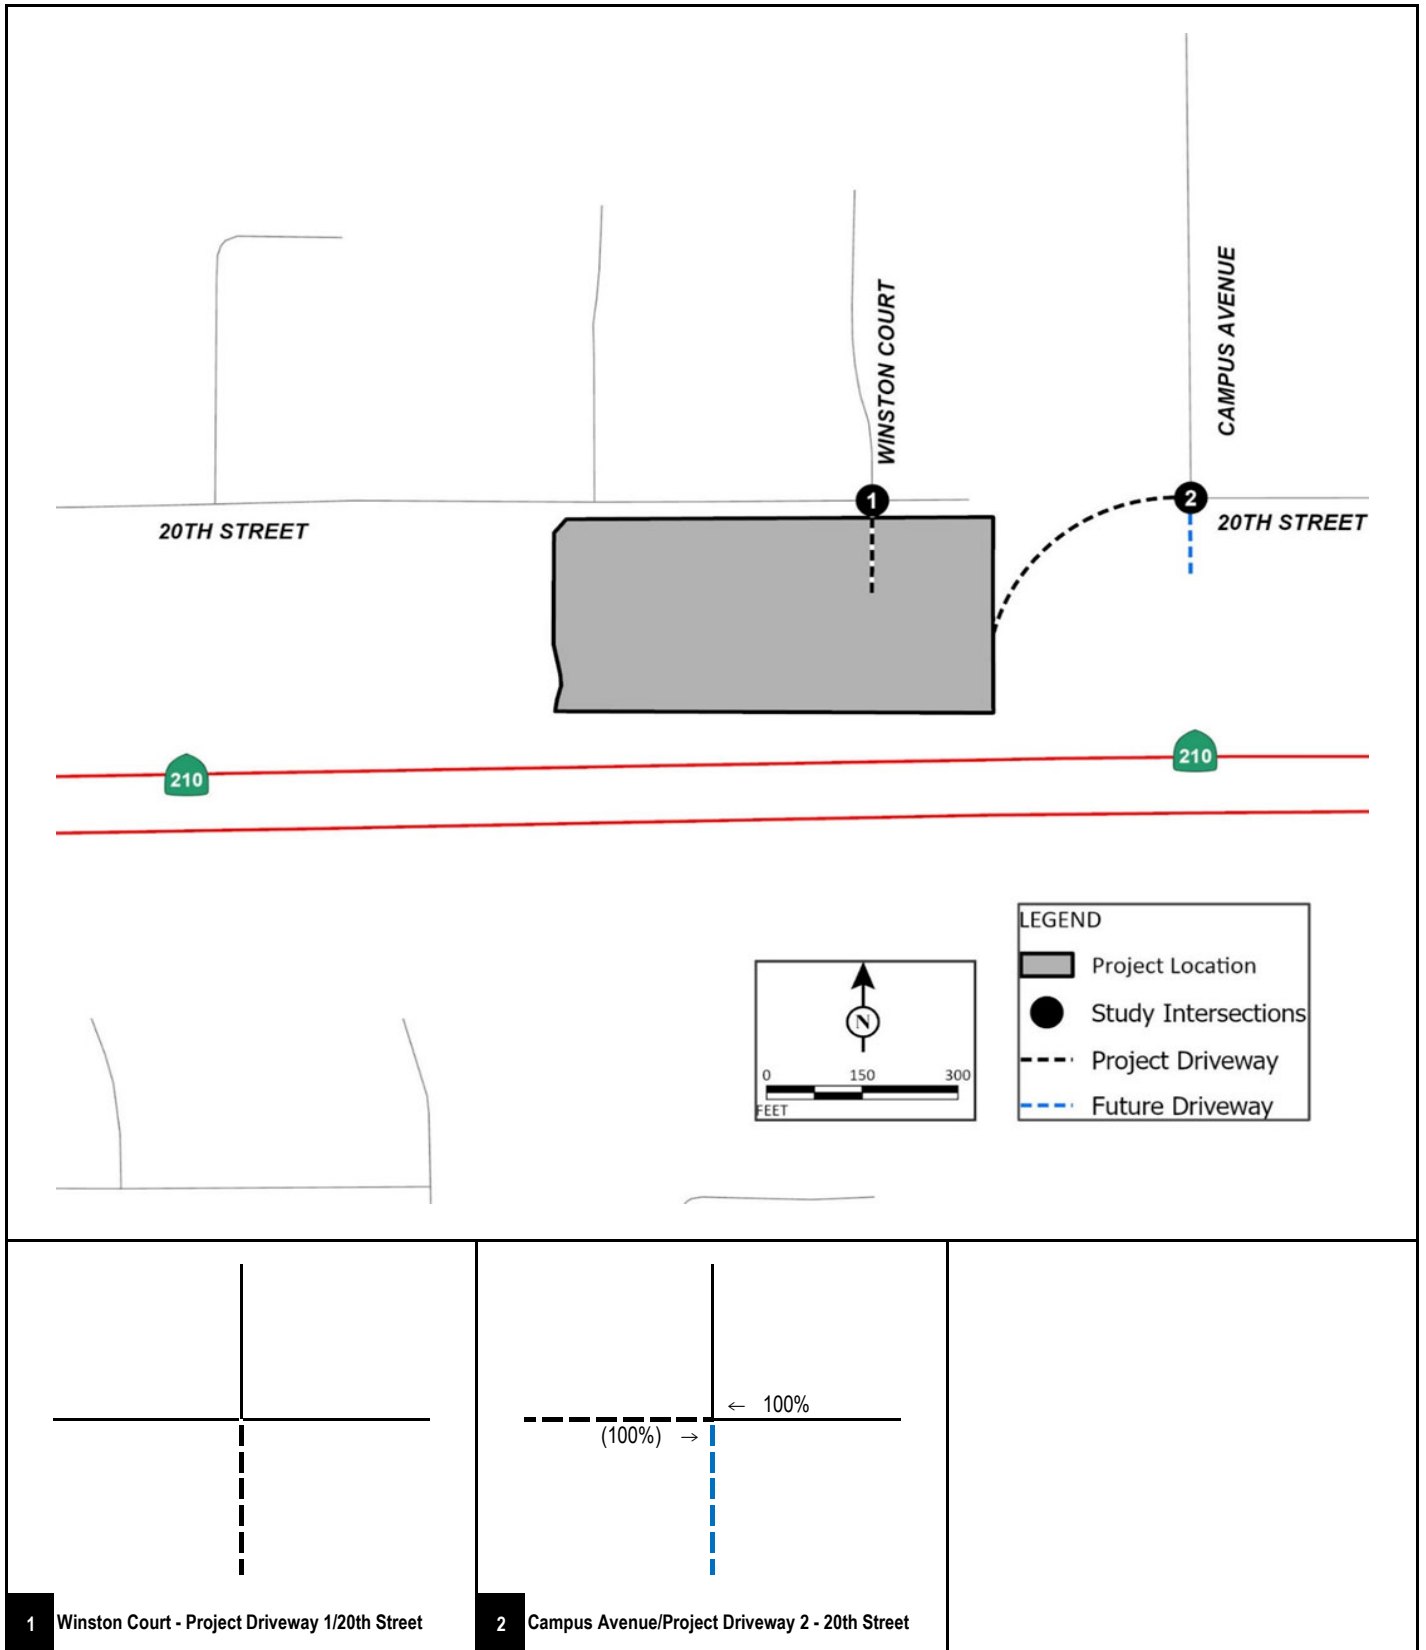 CAMPUS AVENUE
WINSTON COURT
1
2
20TH STREET
20TH STREET
210
210
LEGEND
Project Location
Study Intersections
Project Driveway
Future Driveway
N
0 150 300
FEET
← 100%
(100%) →
1 Winston Court - Project Driveway 1/20th Street
2 Campus Avenue/Project Driveway 2 - 20th Street